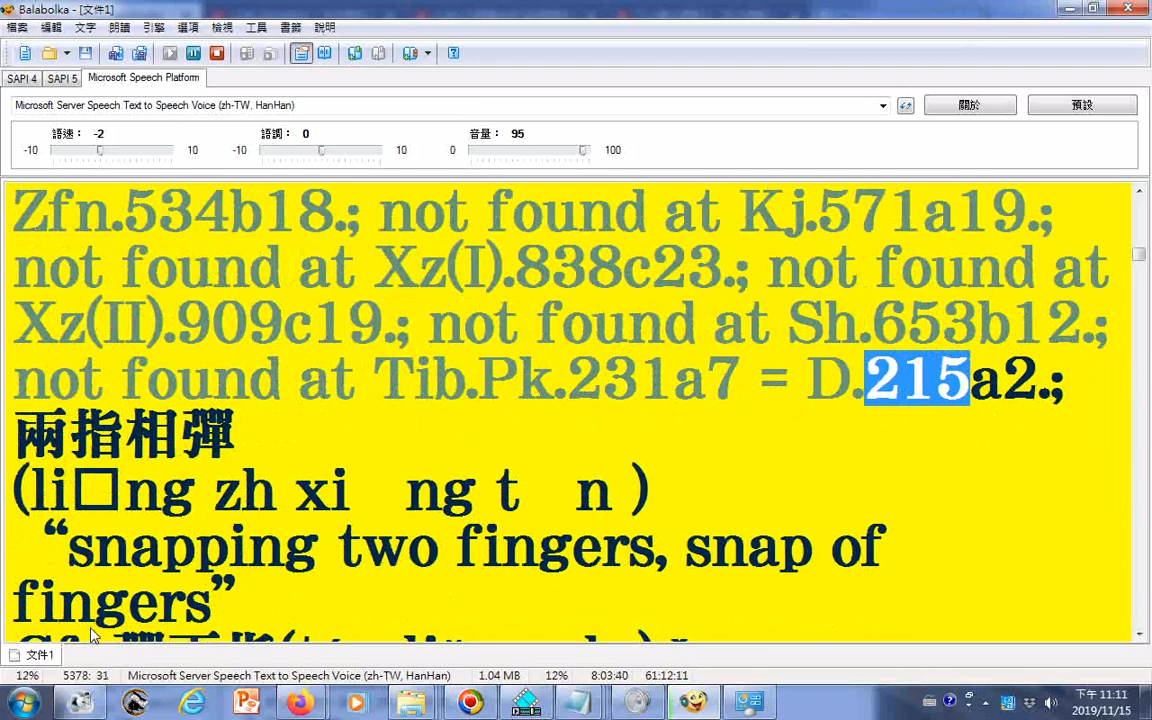 Balabolka - [文件1]
檔案 編輯 文字 朗讀 引擎 選項 檢視 工具 書籤 說明
SAPI 4 SAPI 5 Microsoft Speech Platform
Microsoft Server Speech Text to Speech Voice (zh-TW, HanHan) 關於 預設
語速： -2 語調： 0 音量： 95
-10 10 -10 10 0 100
Zfn.534b18.; not found at Kj.571a19.;
not found at Xz(I).838c23.; not found at
Xz(II).909c19.; not found at Sh.653b12.;
not found at Tib.Pk.231a7 = D.215a2.;
兩指相彈
(li□ng zh xi ng t n )
“snapping two fingers, snap of
fingers”
文件1
12% 5378: 31 Microsoft Server Speech Text to Speech Voice (zh-TW, HanHan) 1.04 MB 12% 8:03:40 61:12:11
下午 11:11
2019/11/15